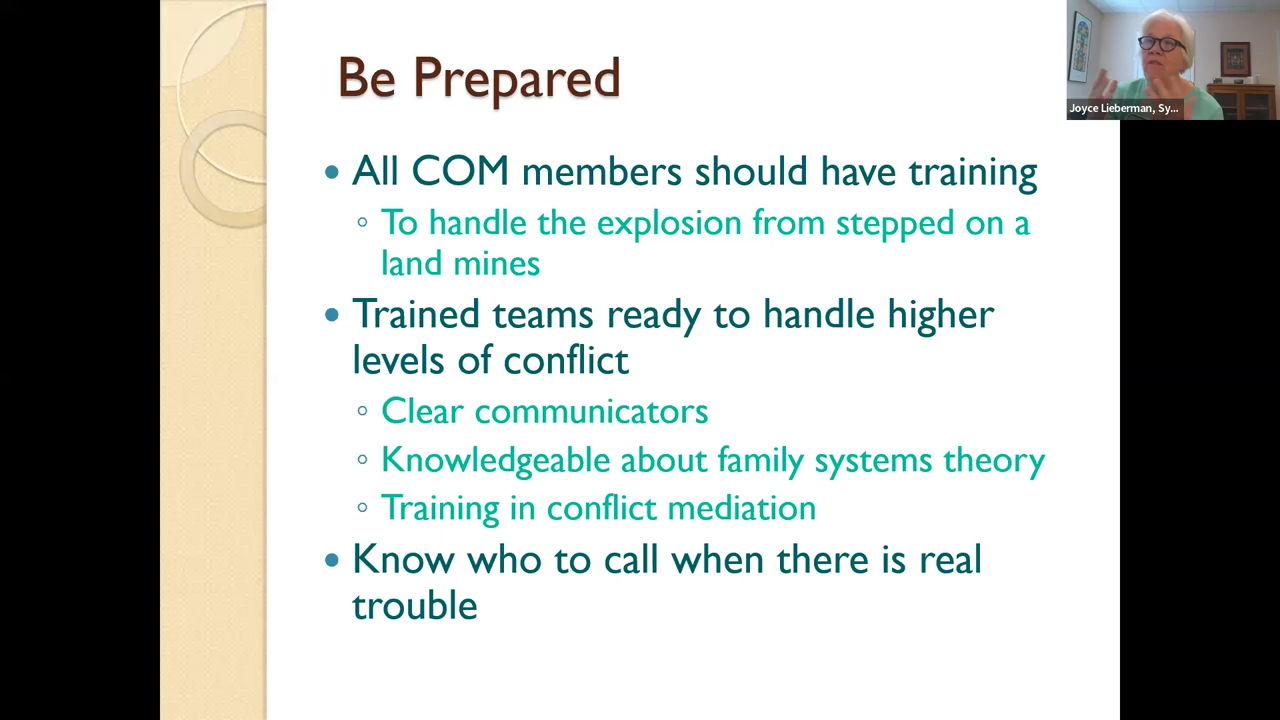 Be Prepared
Joyce Lieberman, Sy...
• All COM members should have training
◦ To handle the explosion from stepped on a
land mines
• Trained teams ready to handle higher
levels of conflict
◦ Clear communicators
◦ Knowledgeable about family systems theory
◦ Training in conflict mediation
• Know who to call when there is real
trouble